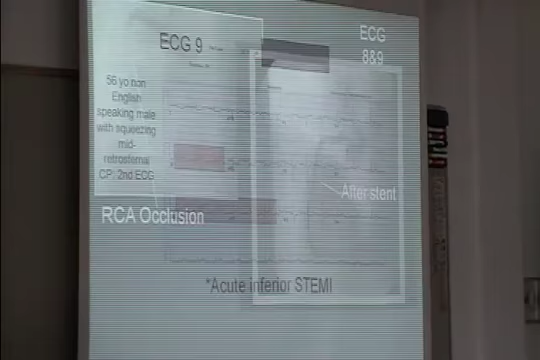 ECG 9
ECG
8&9
56 yo non
English
speaking male
with squeezing
mid-
retrosternal
CP: 2nd ECG
After stent
RCA Occlusion
*Acute inferior STEMI